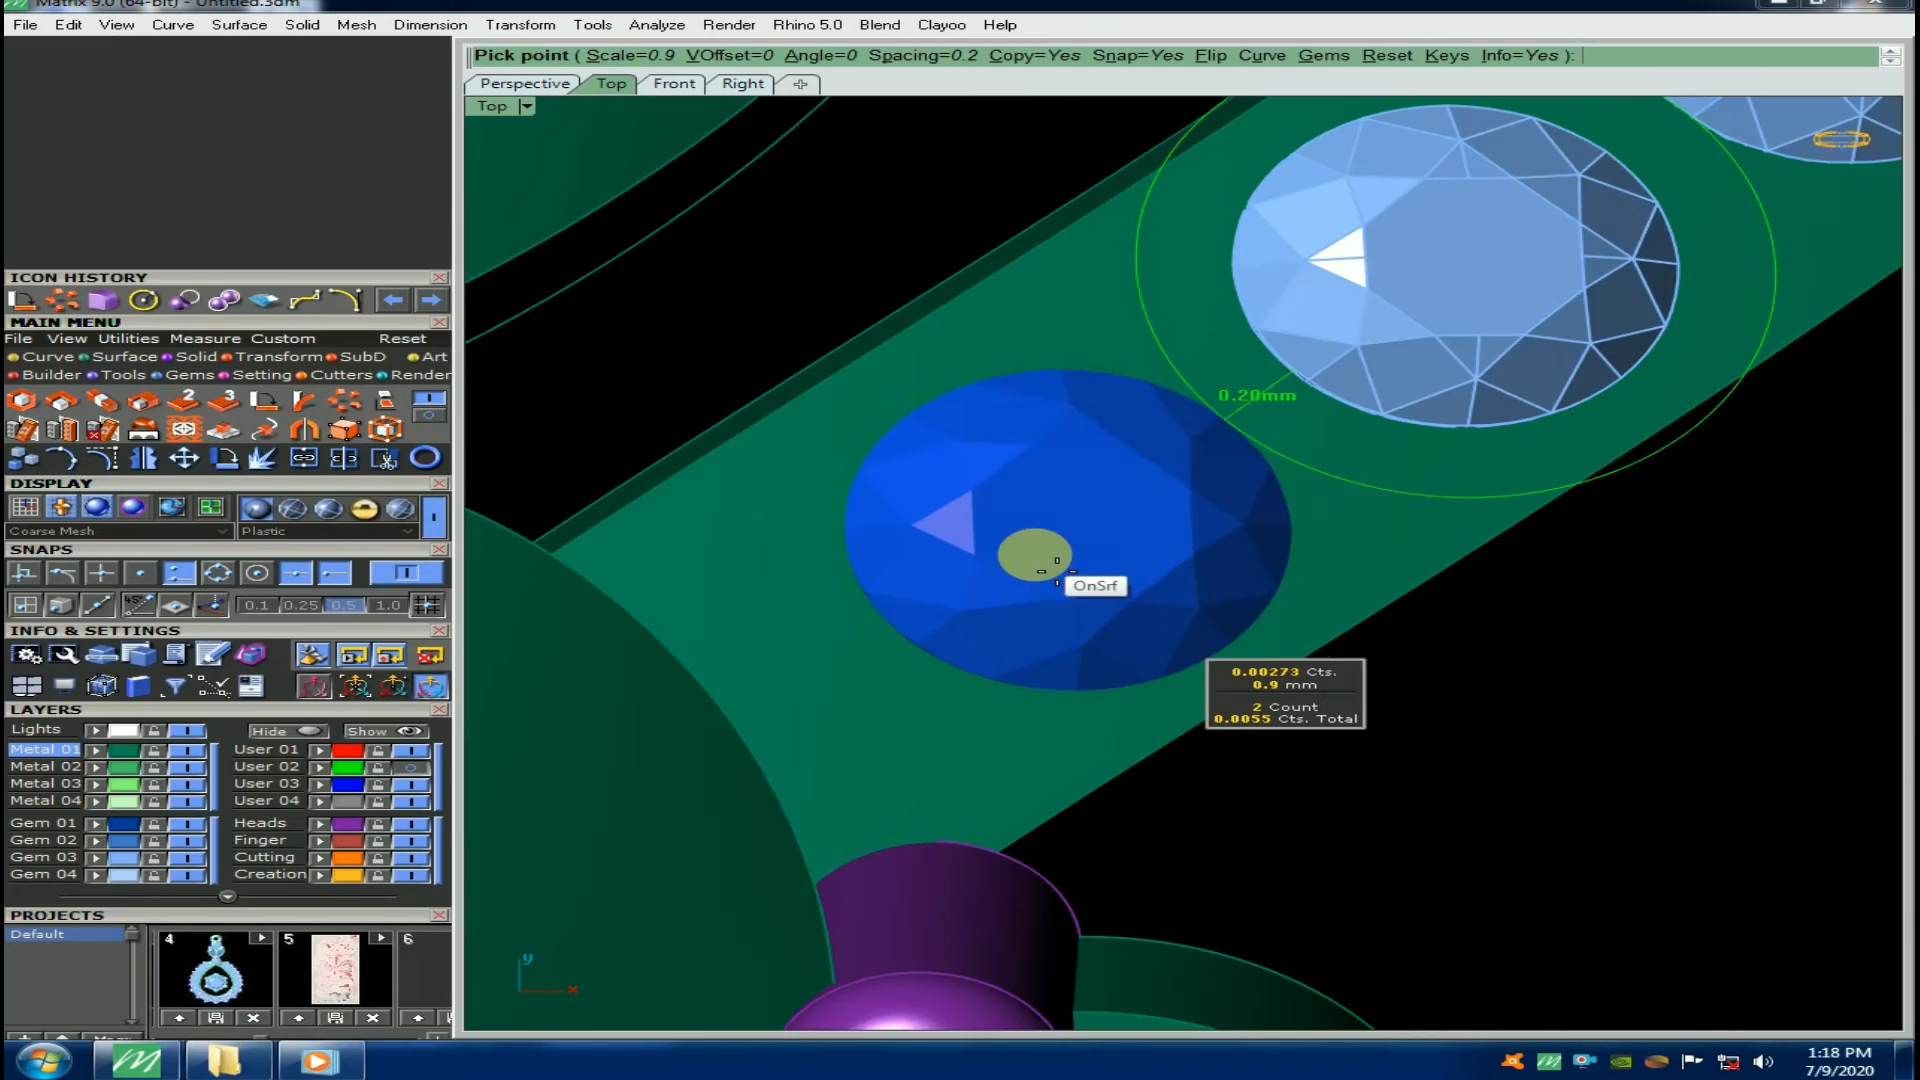 Matrix 9.0 (64-bit) - Untitled.3dm
File Edit View Curve Surface Solid Mesh Dimension Transform Tools Analyze Render Rhino 5.0 Blend Clayoo Help
Pick point ( Scale=0.9 VOffset=0 Angle=0 Spacing=0.2 Copy=Yes Snap=Yes Flip Curve Gems Reset Keys Info=Yes ):
Perspective Top Front Right
Top
ICON HISTORY
MAIN MENU
File View Utilities Measure Custom Reset
Curve Surface Solid Transform SubD Art
Builder Tools Gems Setting Cutters Render
2 3
DISPLAY
Coarse Mesh Plastic
SNAPS
45°
0.1 0.25 0.5 1.0
INFO & SETTINGS
LAYERS
Lights Hide Show
Metal 01 User 01
Metal 02 User 02
Metal 03 User 03
Metal 04 User 04
Gem 01 Heads
Gem 02 Finger
Gem 03 Cutting
Gem 04 Creation
PROJECTS
Default
4 5 6
0.20mm
OnSrf
0.00273 Cts.
0.9 mm
2 Count
0.0055 Cts. Total
y
x
1:18 PM
7/9/2020